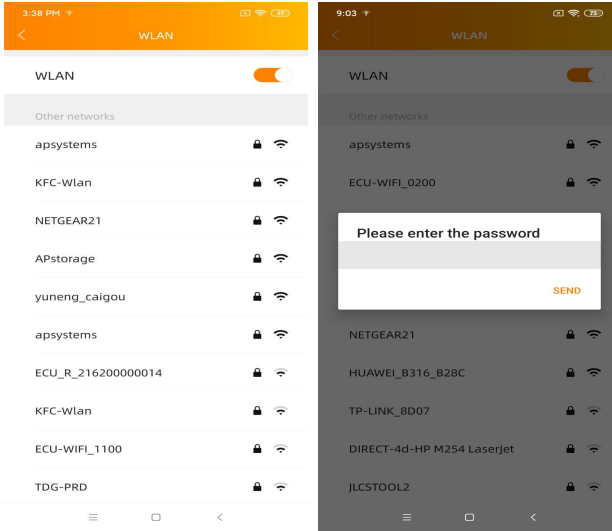 3:38 PM
47
WLAN
WLAN
Other networks
apsystems
KFC-Wlan
NETGEAR21
APstorage
yuneng_caigou
apsystems
ECU_R_216200000014
KFC-Wlan
ECU-WIFI_1100
TDG-PRD
9:03
73
WLAN
WLAN
Other networks
apsystems
ECU-WIFI_0200
Please enter the password
SEND
NETGEAR21
HUAWEI_B316_B28C
TP-LINK_8D07
DIRECT-4d-HP M254 LaserJet
JLCSTOOL2